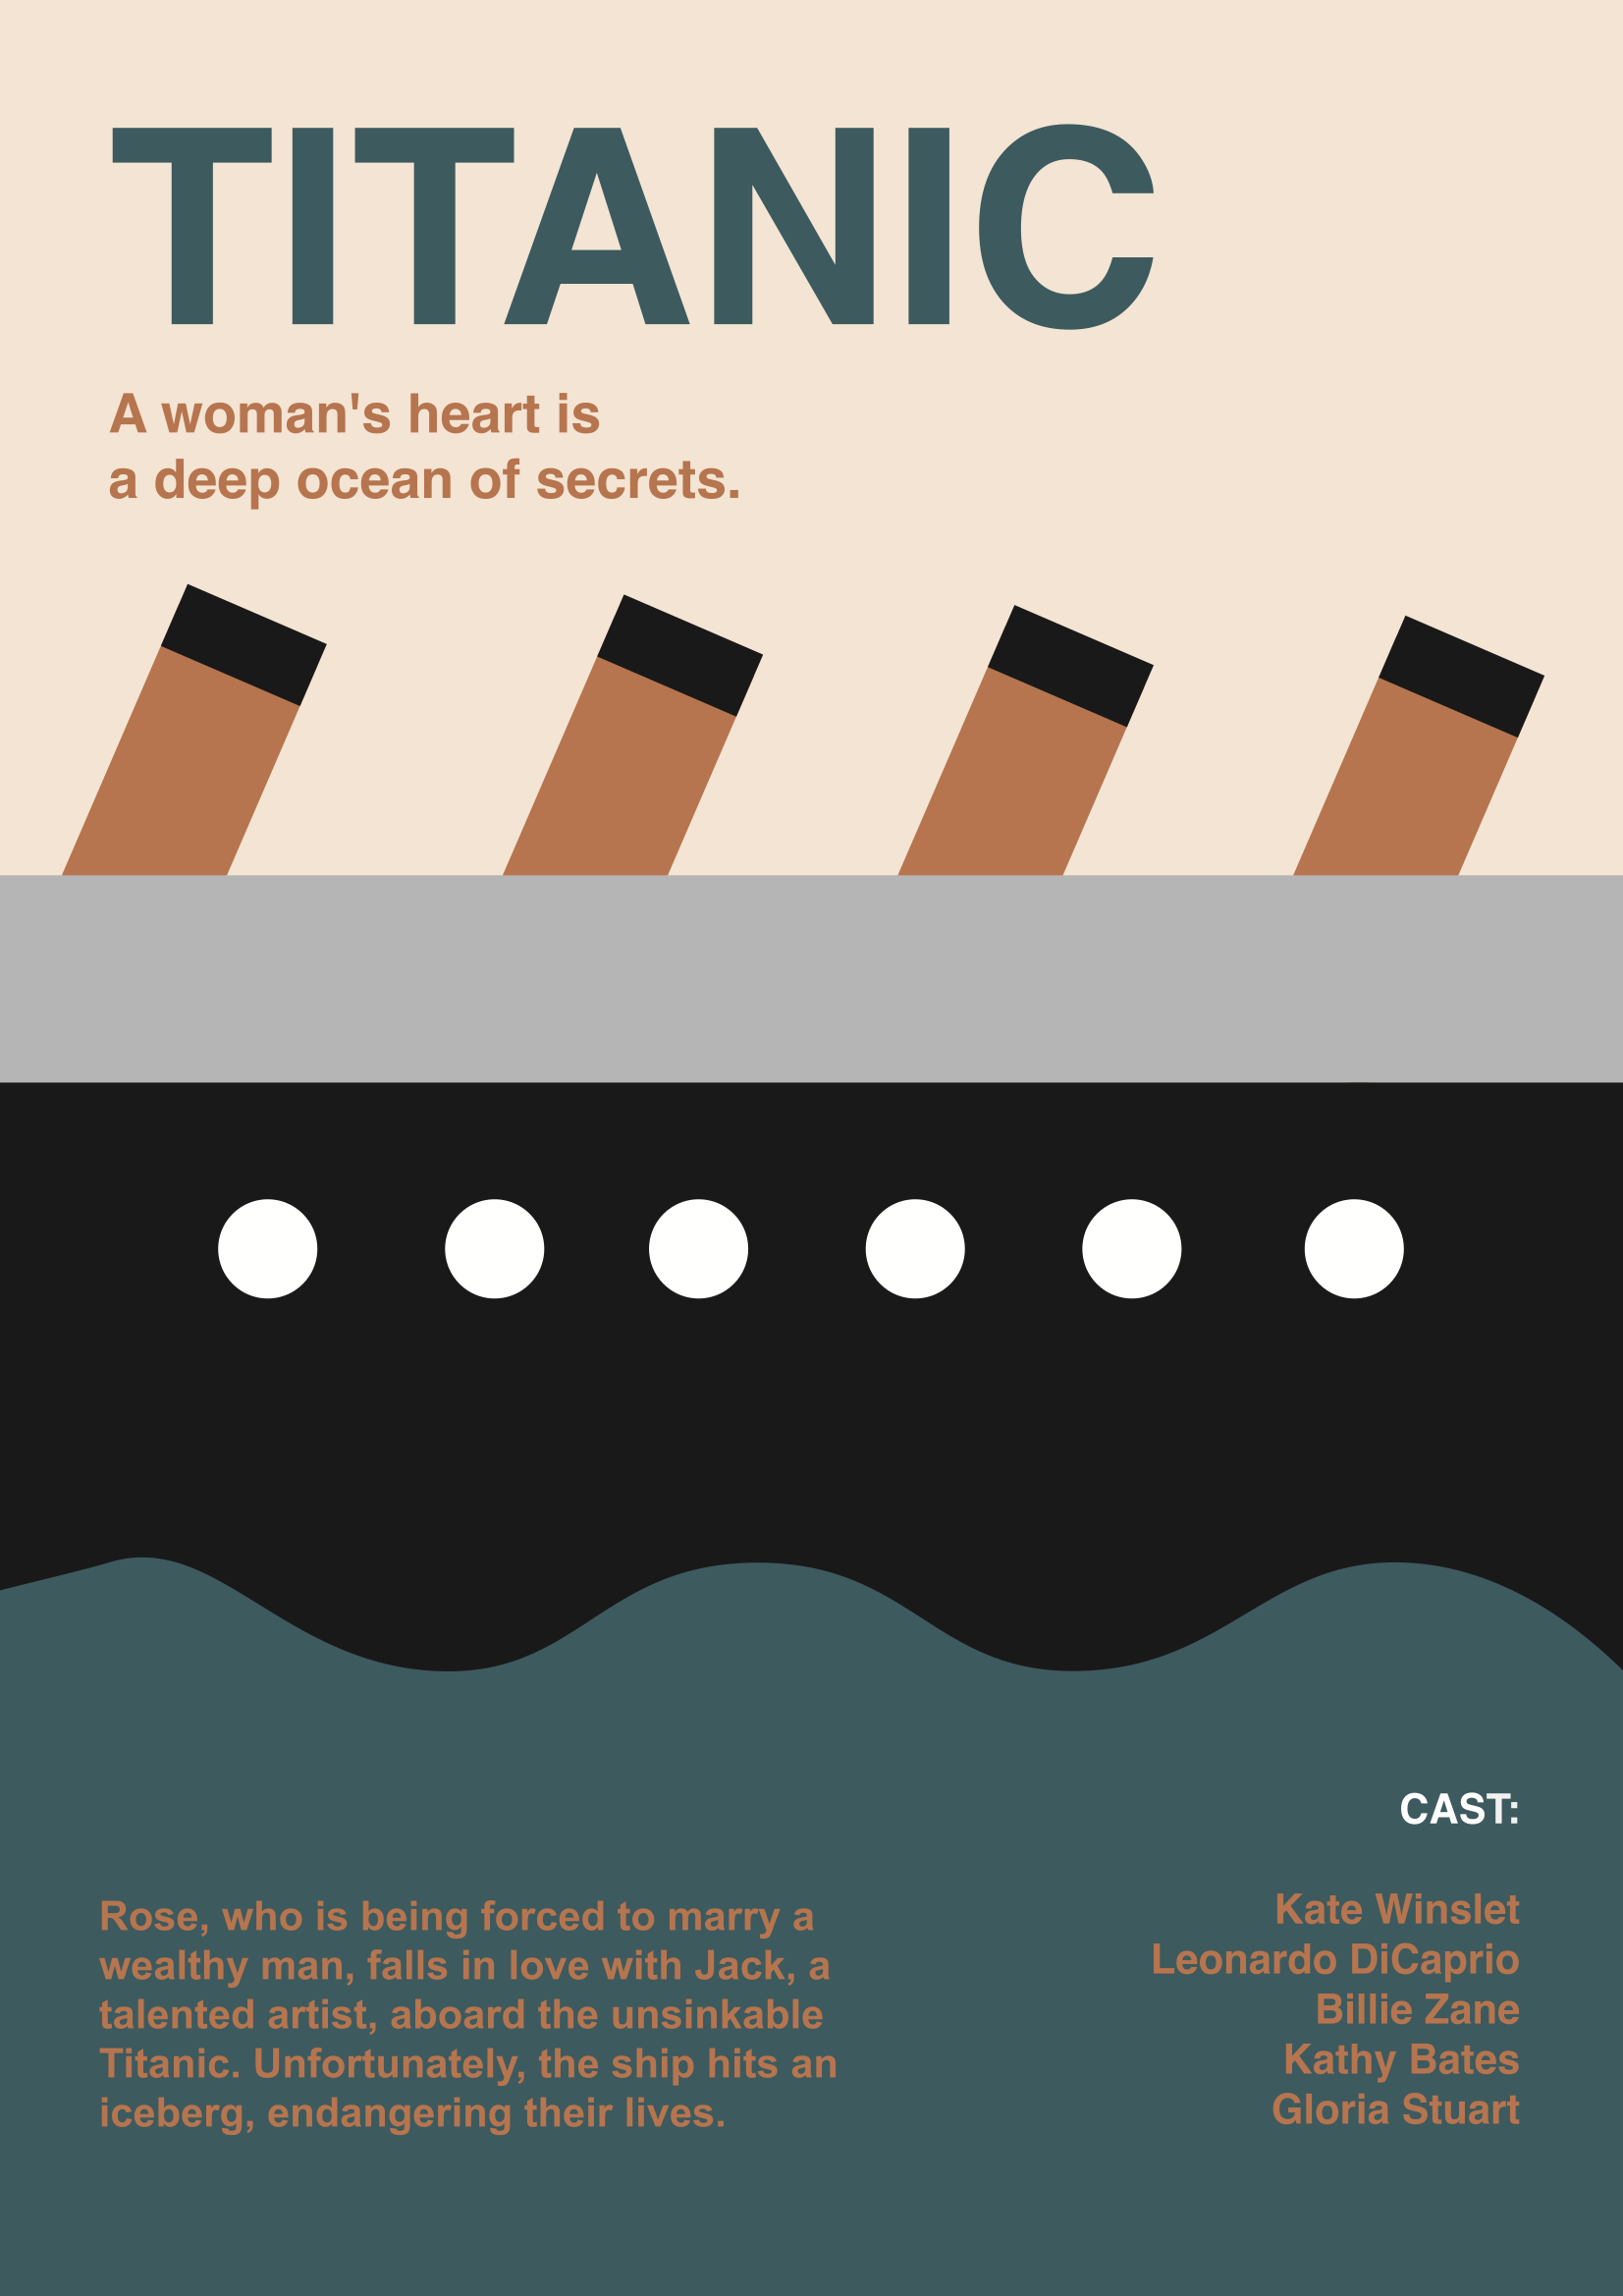 TITANIC
A woman's heart is
a deep ocean of secrets.
CAST:
Rose, who is being forced to marry a
wealthy man, falls in love with Jack, a
talented artist, aboard the unsinkable
Titanic. Unfortunately, the ship hits an
iceberg, endangering their lives.
Kate Winslet
Leonardo DiCaprio
Billie Zane
Kathy Bates
Gloria Stuart